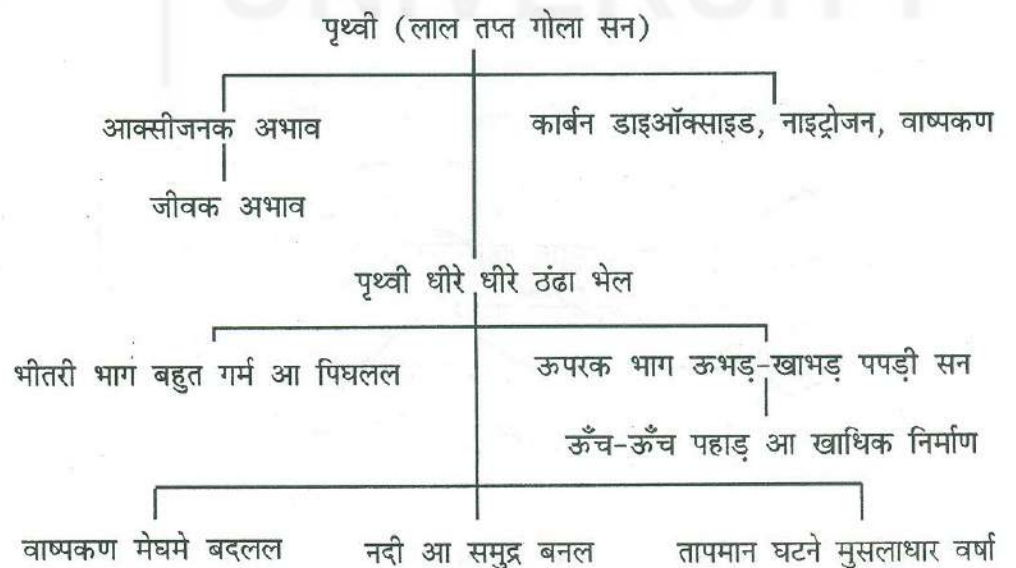 पृथ्वी (लाल तप्त गोला सन)
आक्सीजनक अभाव
कार्बन डाइऑक्साइड, नाइट्रोजन, वाष्पकण
जीवक अभाव
पृथ्वी धीरे धीरे ठंढा भेल
भीतरी भाग बहुत गर्म आ पिघलल
ऊपरक भाग ऊभड़-खाभड़ पपड़ी सन
ऊँच-ऊँच पहाड़ आ खाधिक निर्माण
वाष्पकण मेघमे बदलल
नदी आ समुद्र बनल
तापमान घटने मुसलाधार वर्षा